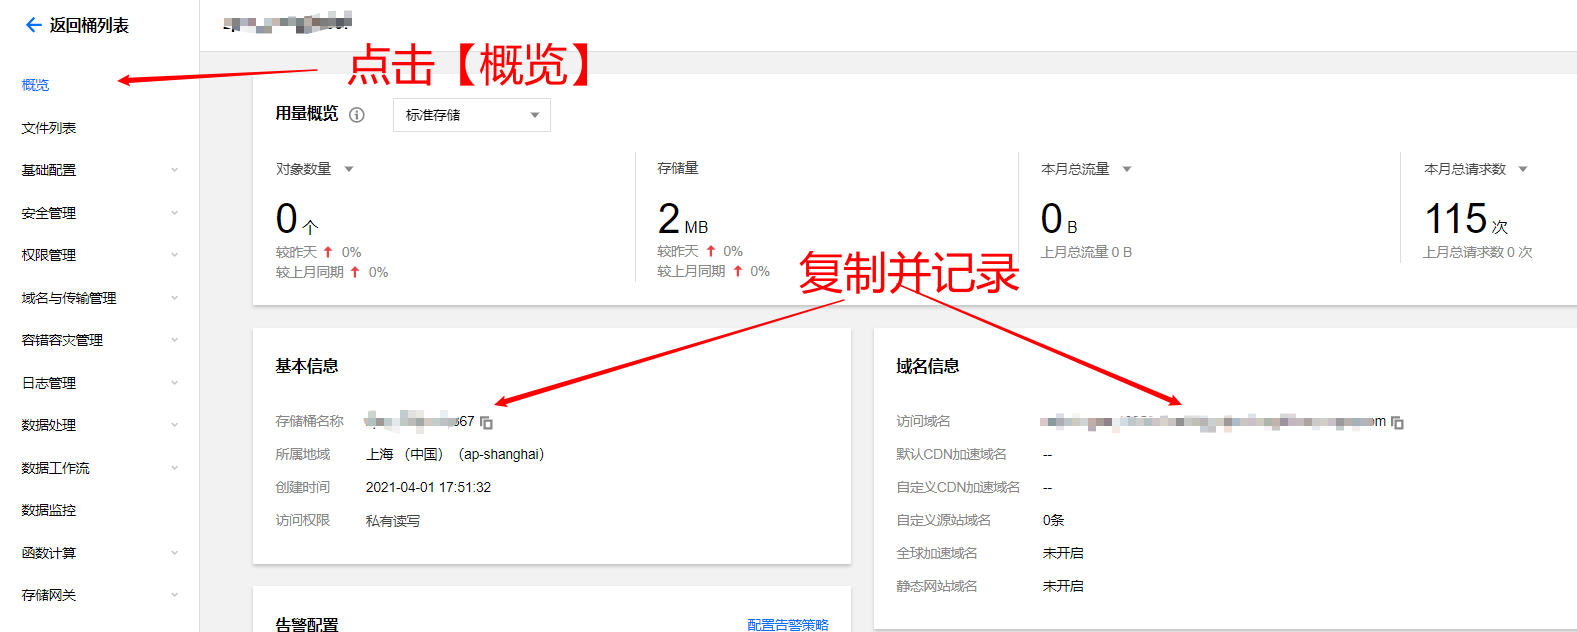 返回桶列表
点击【概览】
概览
文件列表
基础配置
安全管理
权限管理
域名与传输管理
容错容灾管理
日志管理
数据处理
数据工作流
数据监控
函数计算
存储网关
用量概览
标准存储
对象数量
0 个
较昨天 0%
较上月同期 0%
存储量
2 MB
较昨天 0%
较上月同期 0%
本月总流量
0 B
上月总流量 0 B
本月总请求数
115 次
上月总请求数 0 次
复制并记录
基本信息
存储桶名称 67
所属地域 上海 （中国）（ap-shanghai）
创建时间 2021-04-01 17:51:32
访问权限 私有读写
域名信息
访问域名 om
默认CDN加速域名 --
自定义CDN加速域名 --
自定义源站域名 0条
全球加速域名 未开启
静态网站域名 未开启
告警配置
配置告警策略